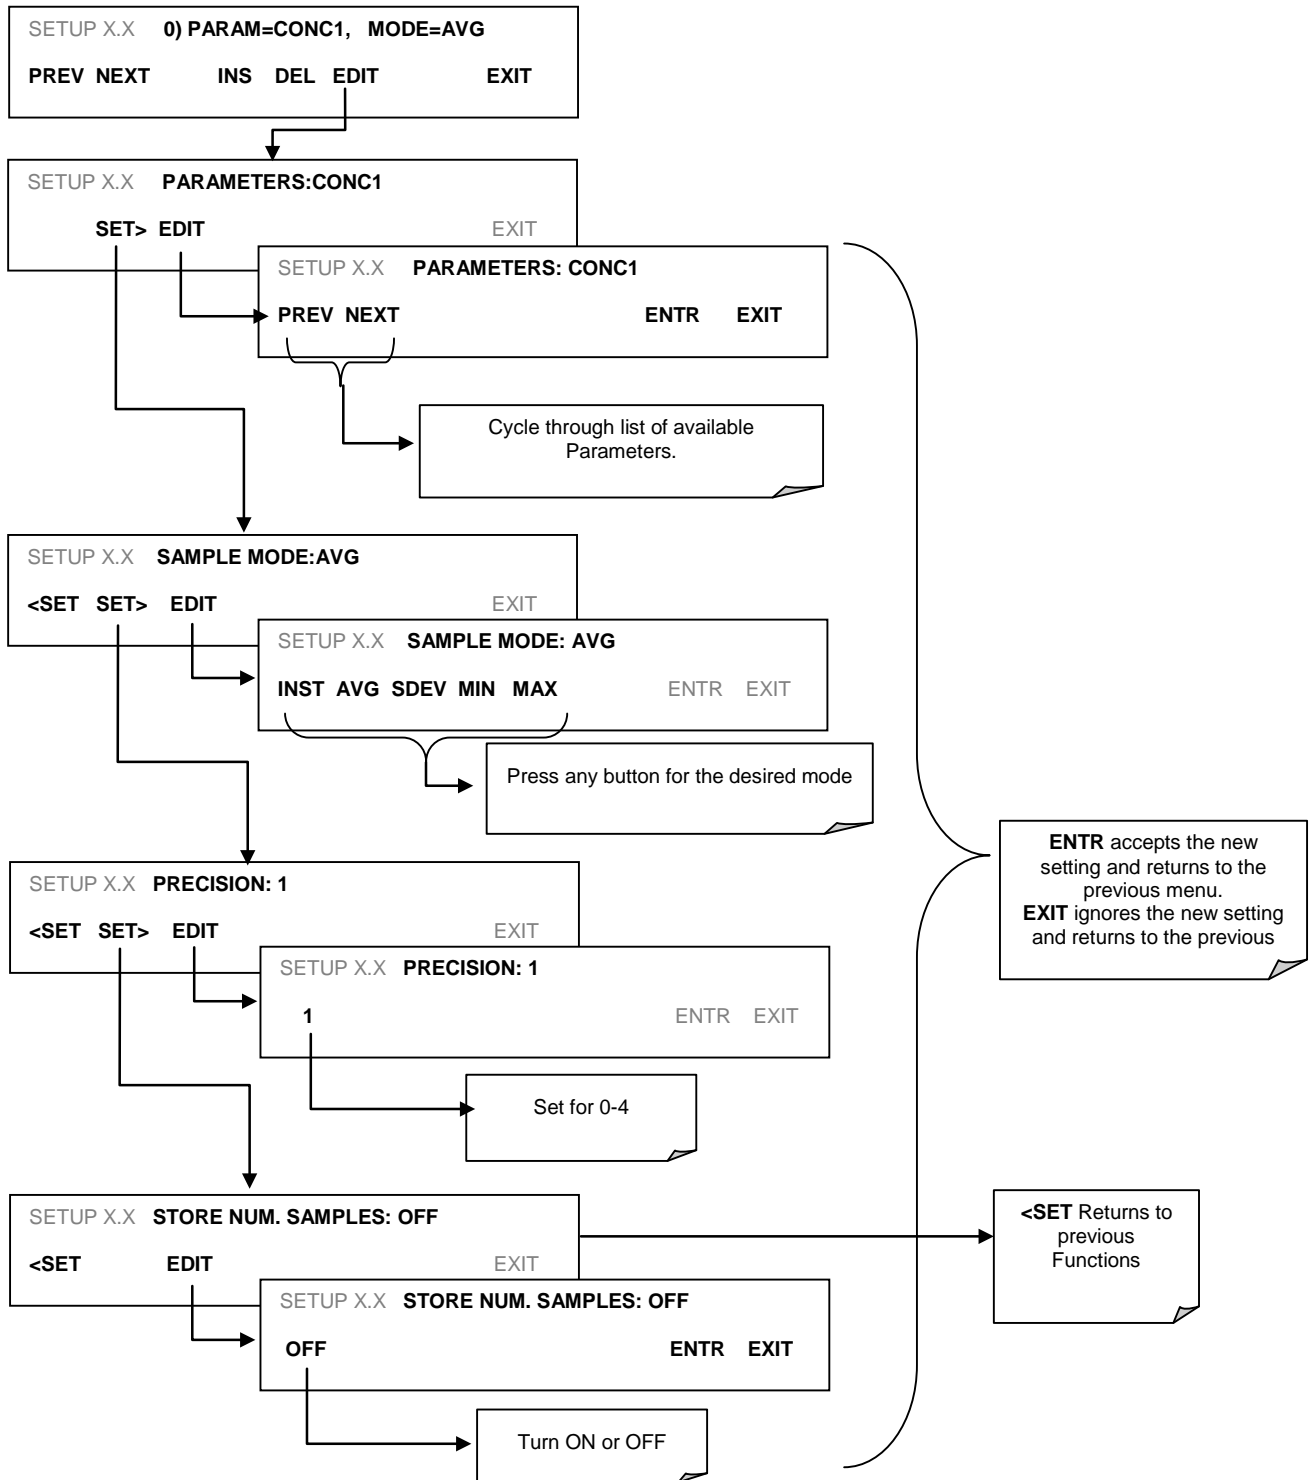 SETUP X.X 0) PARAM=CONC1, MODE=AVG
PREV NEXT INS DEL EDIT EXIT
SETUP X.X PARAMETERS:CONC1
SET> EDIT EXIT
SETUP X.X PARAMETERS: CONC1
PREV NEXT ENTR EXIT
Cycle through list of available
Parameters.
SETUP X.X SAMPLE MODE:AVG
<SET SET> EDIT EXIT
SETUP X.X SAMPLE MODE: AVG
INST AVG SDEV MIN MAX ENTR EXIT
Press any button for the desired mode
ENTR accepts the new
setting and returns to the
previous menu.
EXIT ignores the new setting
and returns to the previous
SETUP X.X PRECISION: 1
<SET SET> EDIT EXIT
SETUP X.X PRECISION: 1
1 ENTR EXIT
Set for 0-4
SETUP X.X STORE NUM. SAMPLES: OFF
<SET EDIT EXIT
<SET Returns to
previous
Functions
SETUP X.X STORE NUM. SAMPLES: OFF
OFF ENTR EXIT
Turn ON or OFF